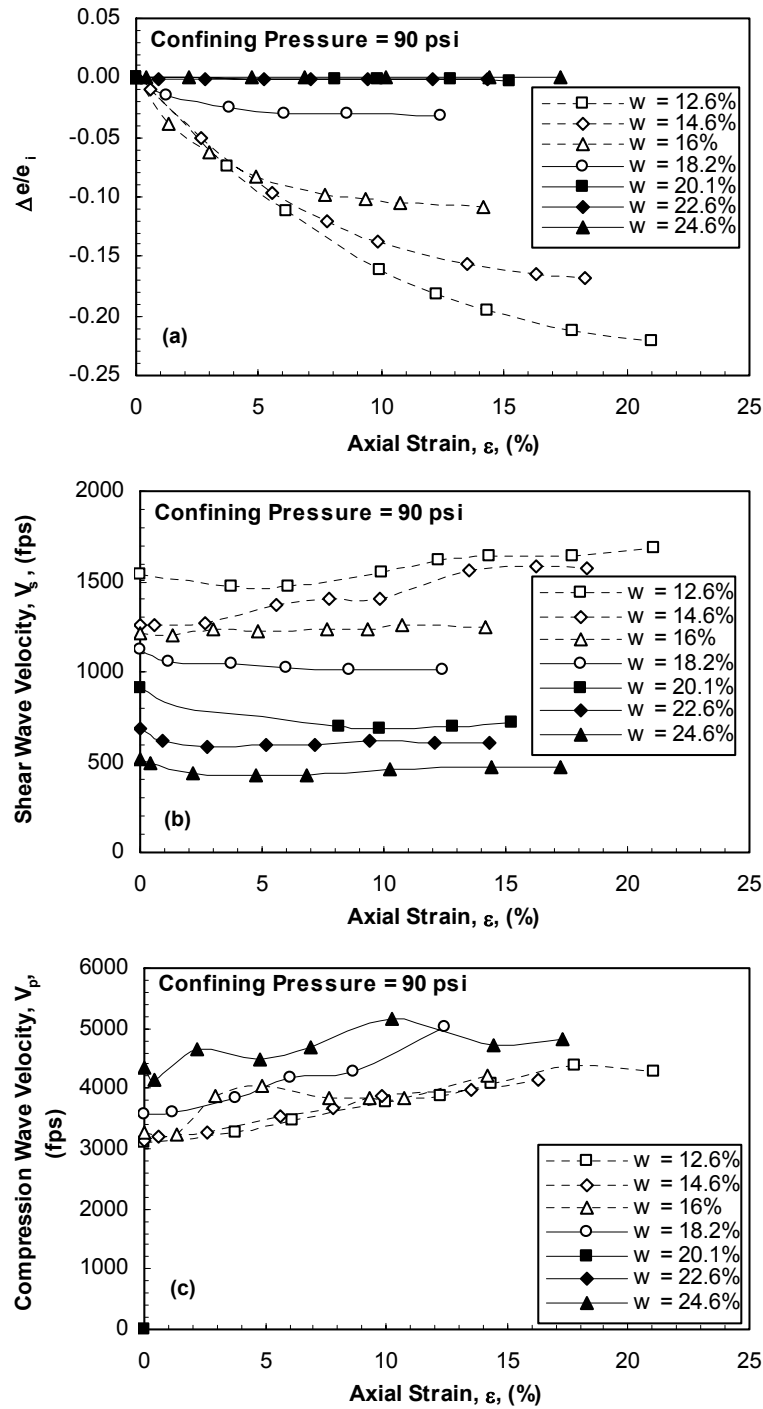 0.05
0.00
-0.05
-0.10
-0.15
-0.20
-0.25
Δe/eᵢ
Confining Pressure = 90 psi
w = 12.6%
w = 14.6%
w = 16%
w = 18.2%
w = 20.1%
w = 22.6%
w = 24.6%
(a)
0 5 10 15 20 25
Axial Strain, ε, (%)
2000
1500
1000
500
0
Shear Wave Velocity, Vₛ, (fps)
Confining Pressure = 90 psi
w = 12.6%
w = 14.6%
w = 16%
w = 18.2%
w = 20.1%
w = 22.6%
w = 24.6%
(b)
0 5 10 15 20 25
Axial Strain, ε, (%)
6000
5000
4000
3000
2000
1000
0
Compression Wave Velocity, Vₚ,
(fps)
Confining Pressure = 90 psi
w = 12.6%
w = 14.6%
w = 16%
w = 18.2%
w = 20.1%
w = 22.6%
w = 24.6%
(c)
0 5 10 15 20 25
Axial Strain, ε, (%)